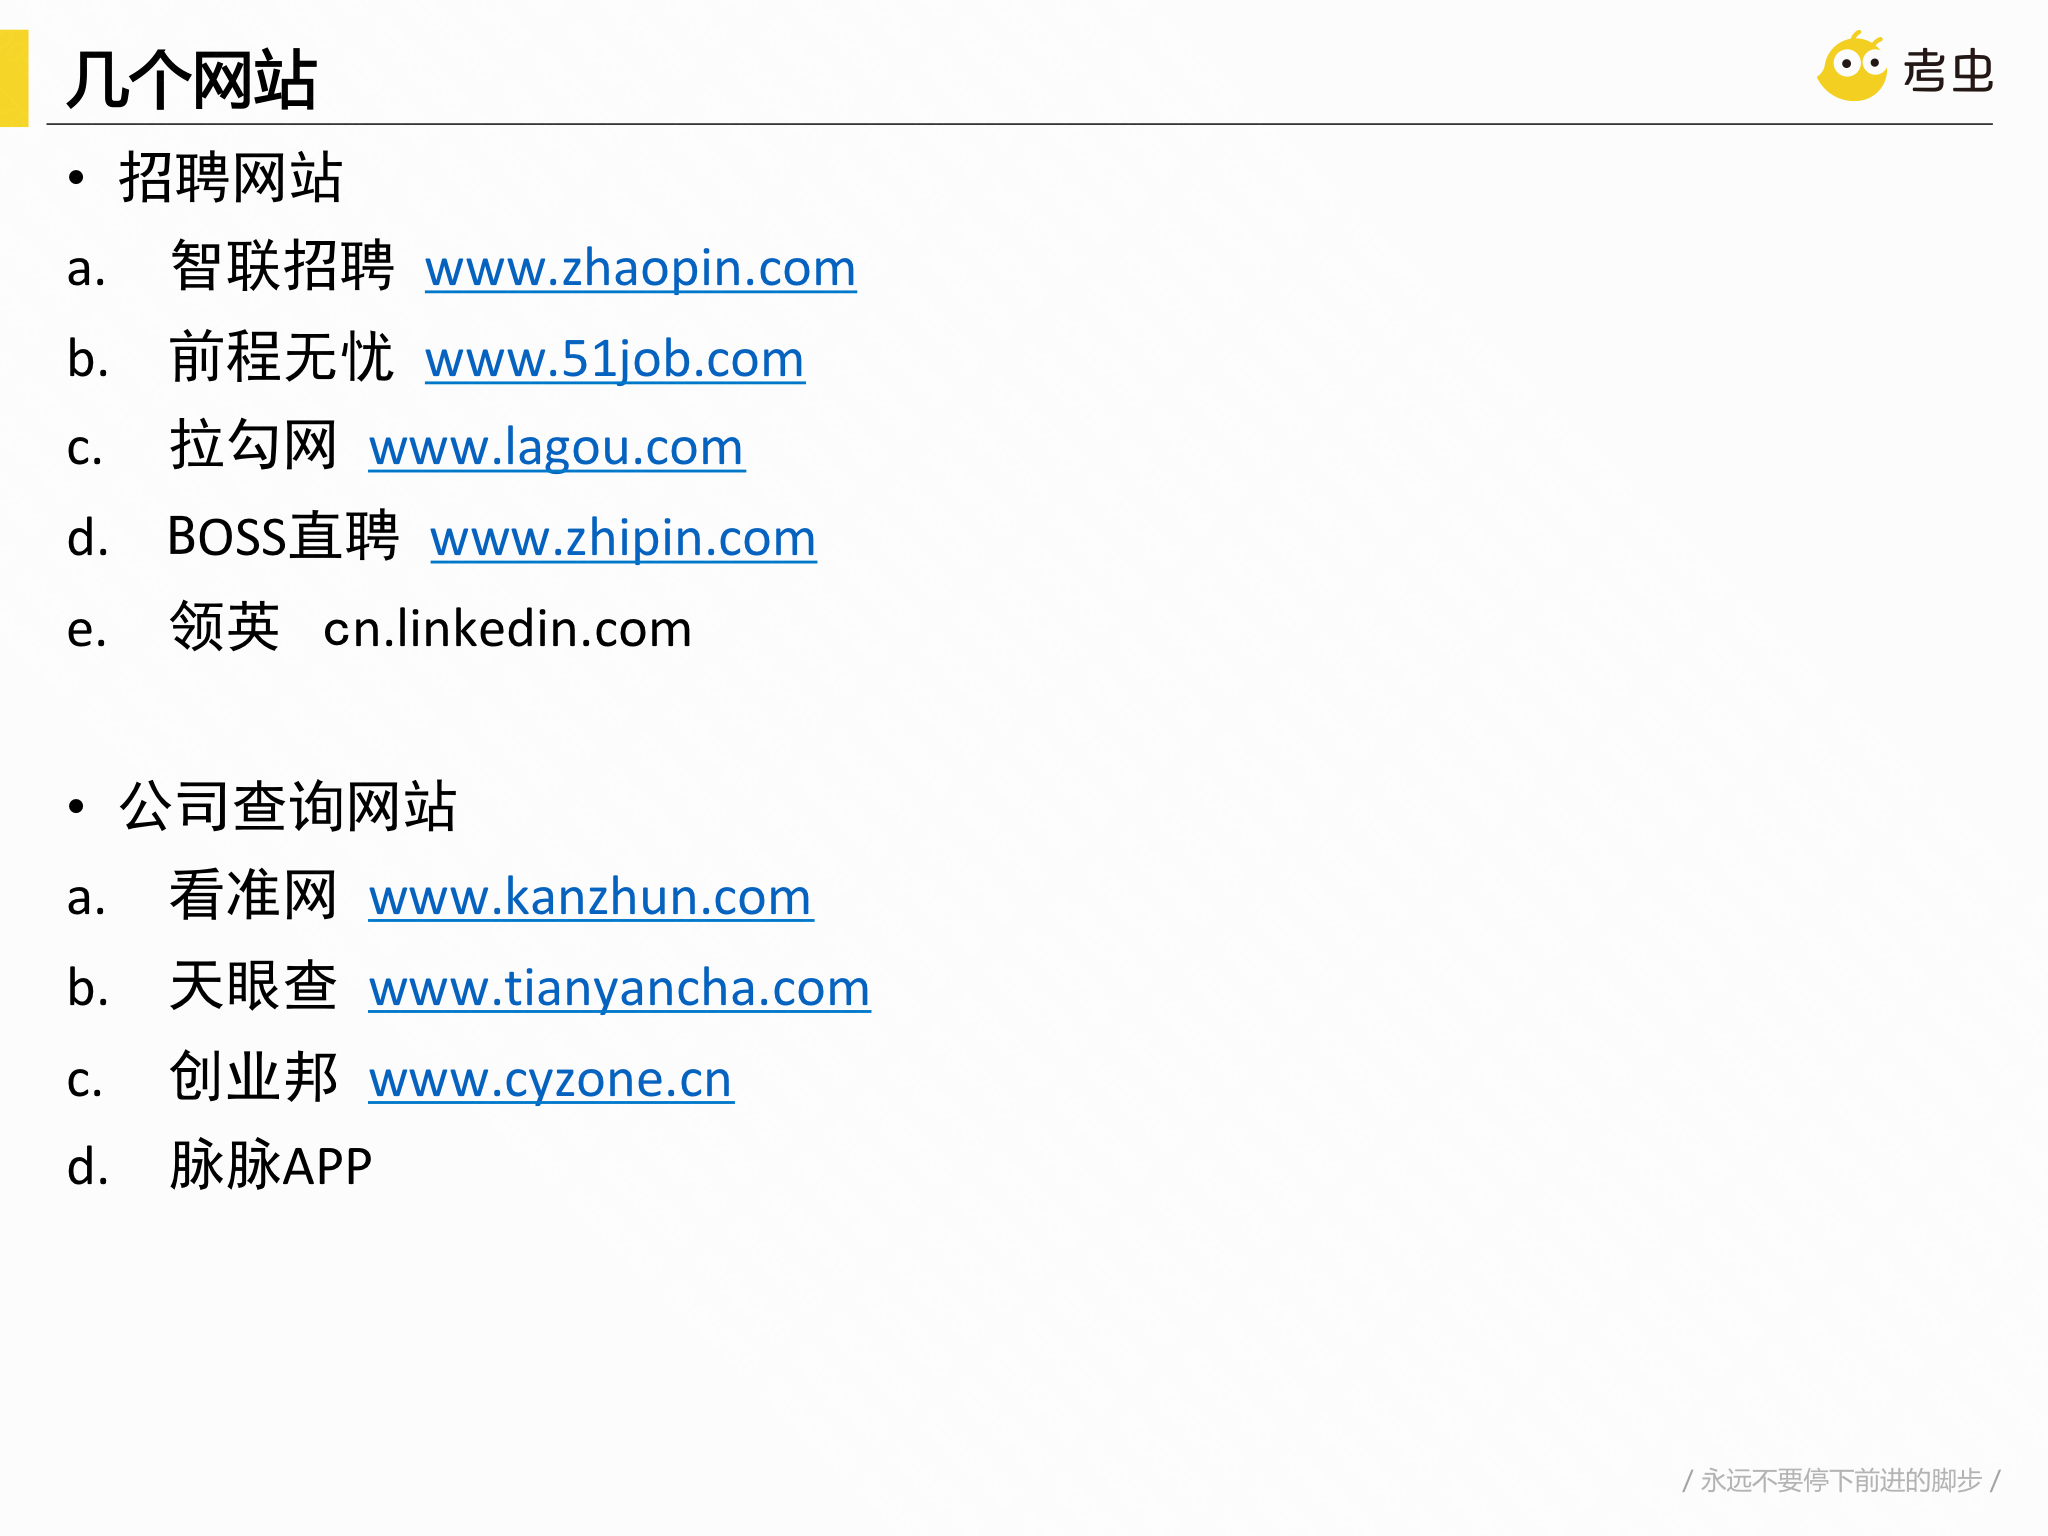 几个网站
考虫
• 招聘网站
a. 智联招聘 www.zhaopin.com
b. 前程无忧 www.51job.com
c. 拉勾网 www.lagou.com
d. BOSS直聘 www.zhipin.com
e. 领英 cn.linkedin.com
• 公司查询网站
a. 看准网 www.kanzhun.com
b. 天眼查 www.tianyancha.com
c. 创业邦 www.cyzone.cn
d. 脉脉APP
/ 永远不要停下前进的脚步 /